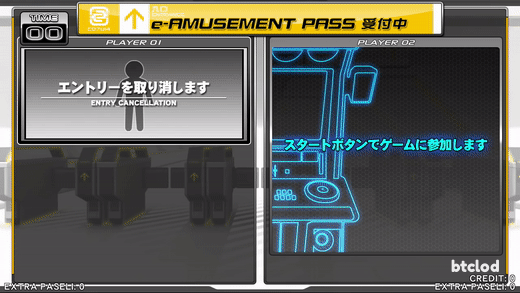 TIME
00
e-AMUSEMENT PASS 受付中
PLAYER 01
PLAYER 02
エントリーを取り消します
ENTRY CANCELLATION
スタートボタンでゲームに参加します
btclod
CREDIT: 0
EXTRA PASELI: 0
EXTRA PASELI: 0